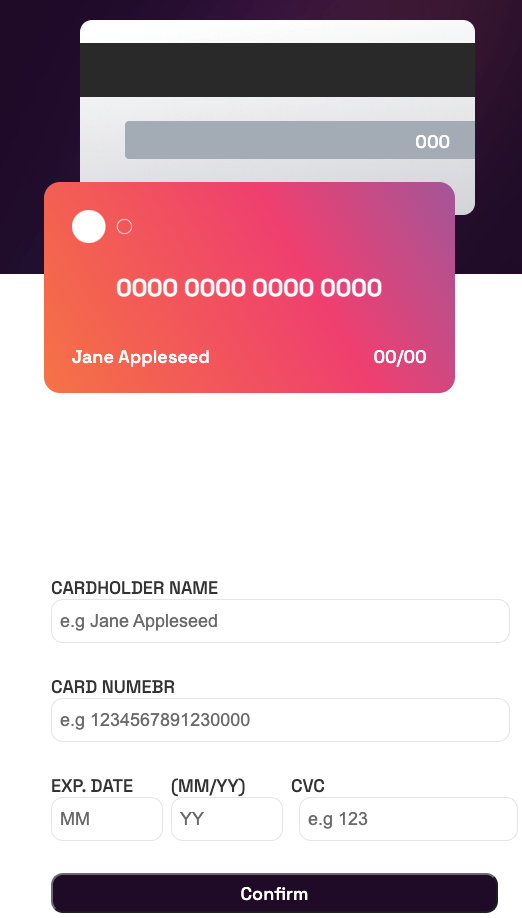 000
0000 0000 0000 0000
Jane Appleseed 00/00
CARDHOLDER NAME
e.g Jane Appleseed
CARD NUMEBR
e.g 1234567891230000
EXP. DATE (MM/YY) CVC
MM YY e.g 123
Confirm